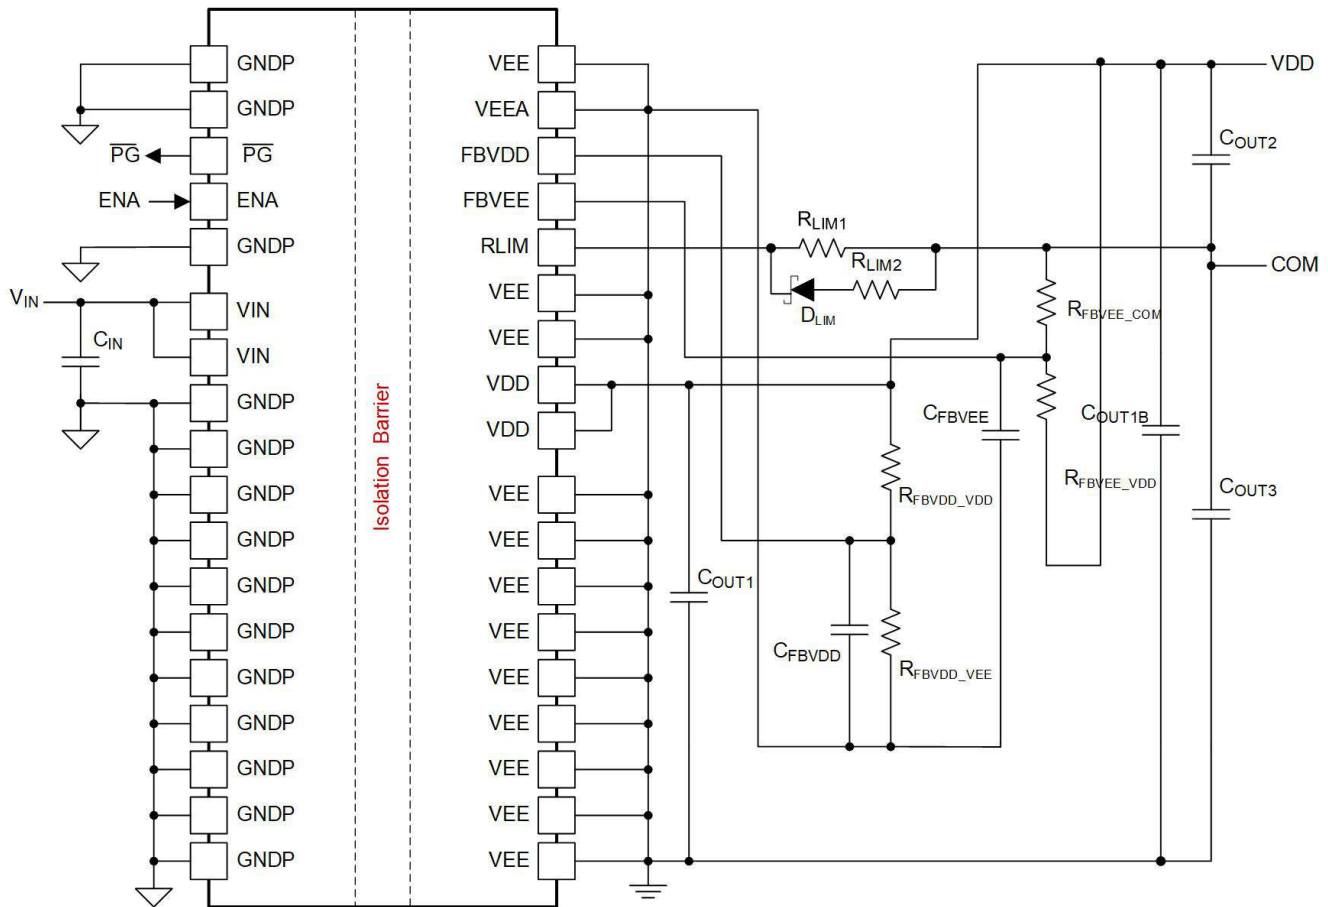 GNDP
GNDP
PG PG
ENA ENA
GNDP
VIN VIN
CIN
VIN
GNDP
GNDP
GNDP
GNDP
GNDP
GNDP
GNDP
GNDP
GNDP
GNDP
GNDP
Isolation Barrier
VEE
VEEA
FBVDD
FBVEE
RLIM
VEE
VEE
VDD
VDD
VEE
VEE
VEE
VEE
VEE
VEE
VEE
VEE
VEE
RLIM1
RLIM2
DLIM
COUT1
CFBVDD
RFBVDD_VDD
RFBVDD_VEE
CFBVEE
RFBVEE_COM
RFBVEE_VDD
COUT1B
COUT2
COUT3
VDD
COM